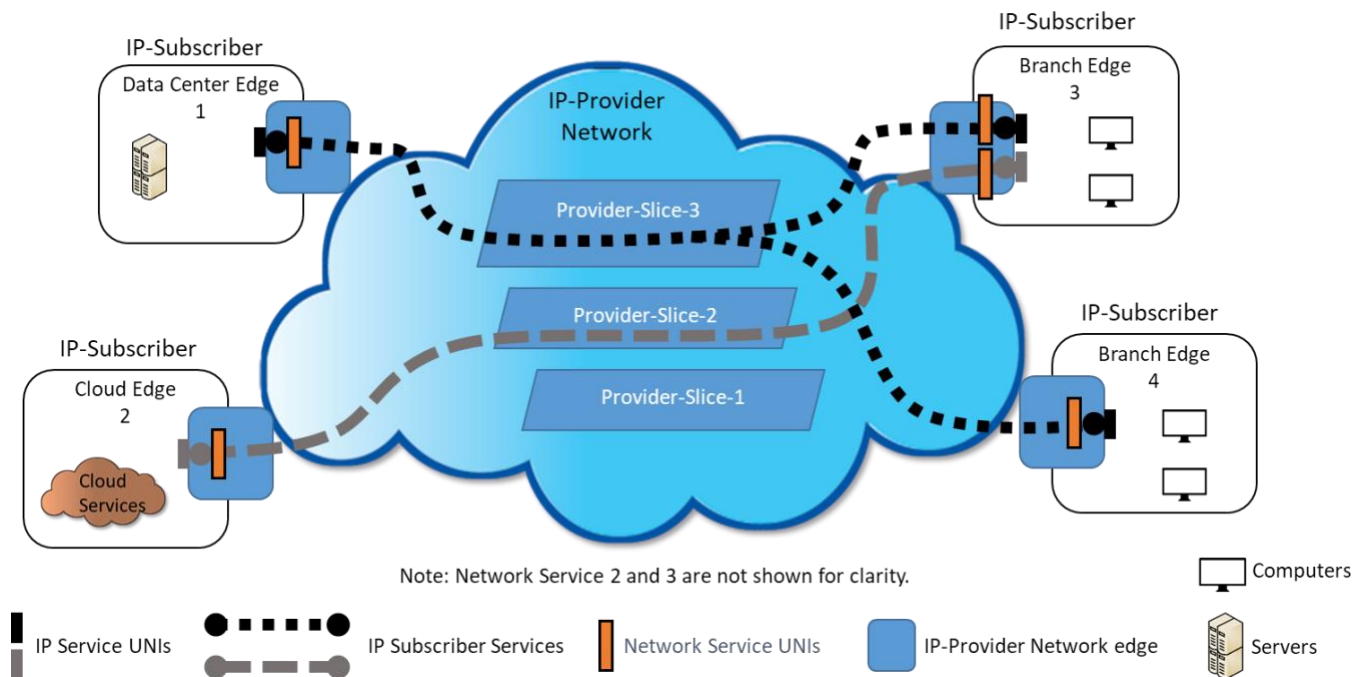 IP-Subscriber
Data Center Edge
1
IP-Provider
Network
IP-Subscriber
Branch Edge
3
Provider-Slice-3
Provider-Slice-2
Provider-Slice-1
IP-Subscriber
Cloud Edge
2
Cloud
Services
IP-Subscriber
Branch Edge
4
Note: Network Service 2 and 3 are not shown for clarity.
Computers
IP Service UNIs
IP Subscriber Services
Network Service UNIs
IP-Provider Network edge
Servers